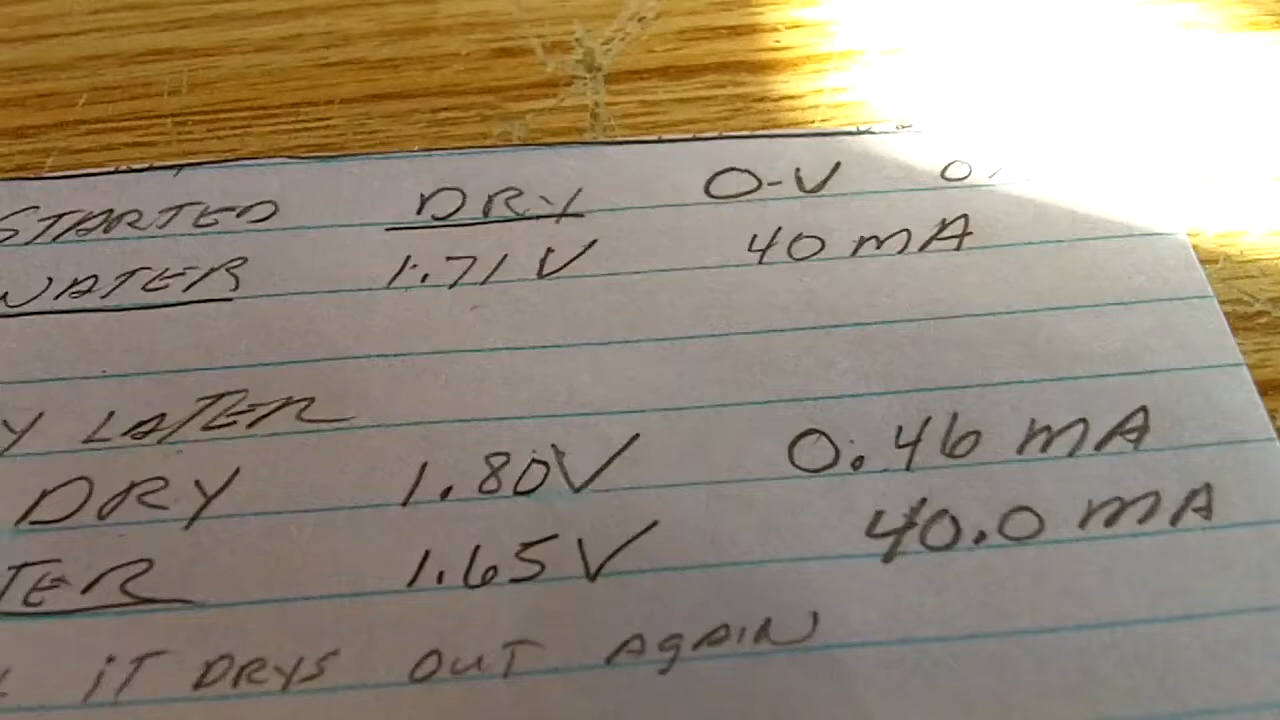 STARTED DRY 0-V 0.
WATER 1.71V 40 mA
Y LATER
DRY 1.80V 0.46 mA
TER 1.65V 40.0 mA
IT DRYS OUT AGAIN